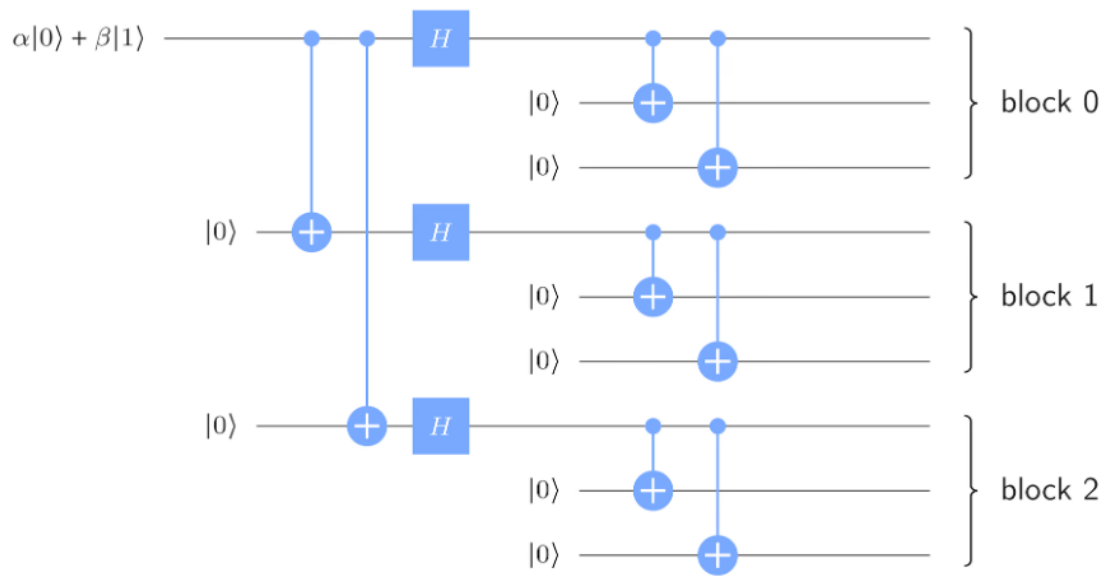 α|0⟩ + β|1⟩ H
|0⟩ block 0
|0⟩
|0⟩ H
|0⟩ block 1
|0⟩
|0⟩ H
|0⟩ block 2
|0⟩